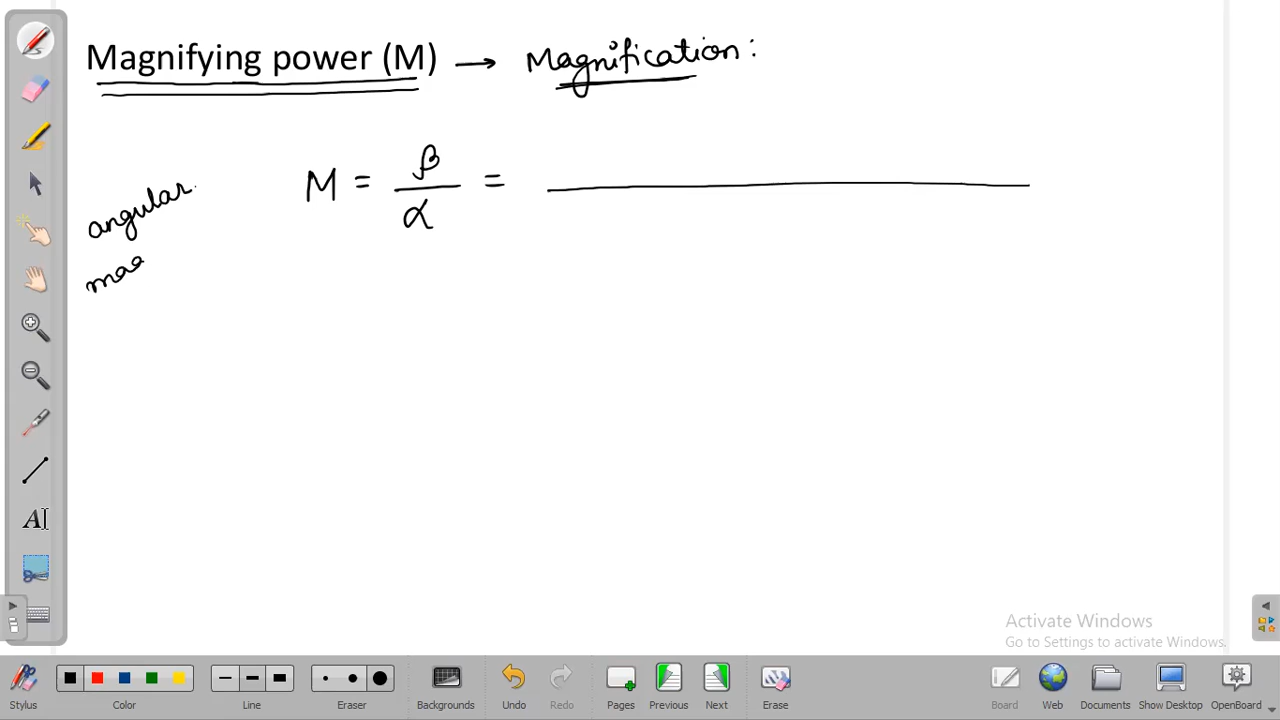 Magnifying power (M) → Magnification:
M = β/α =
angular
mag
Activate Windows
Go to Settings to activate Windows.
Stylus Color Line Eraser Backgrounds Undo Redo Pages Previous Next Erase Board Web Documents Show Desktop OpenBoard